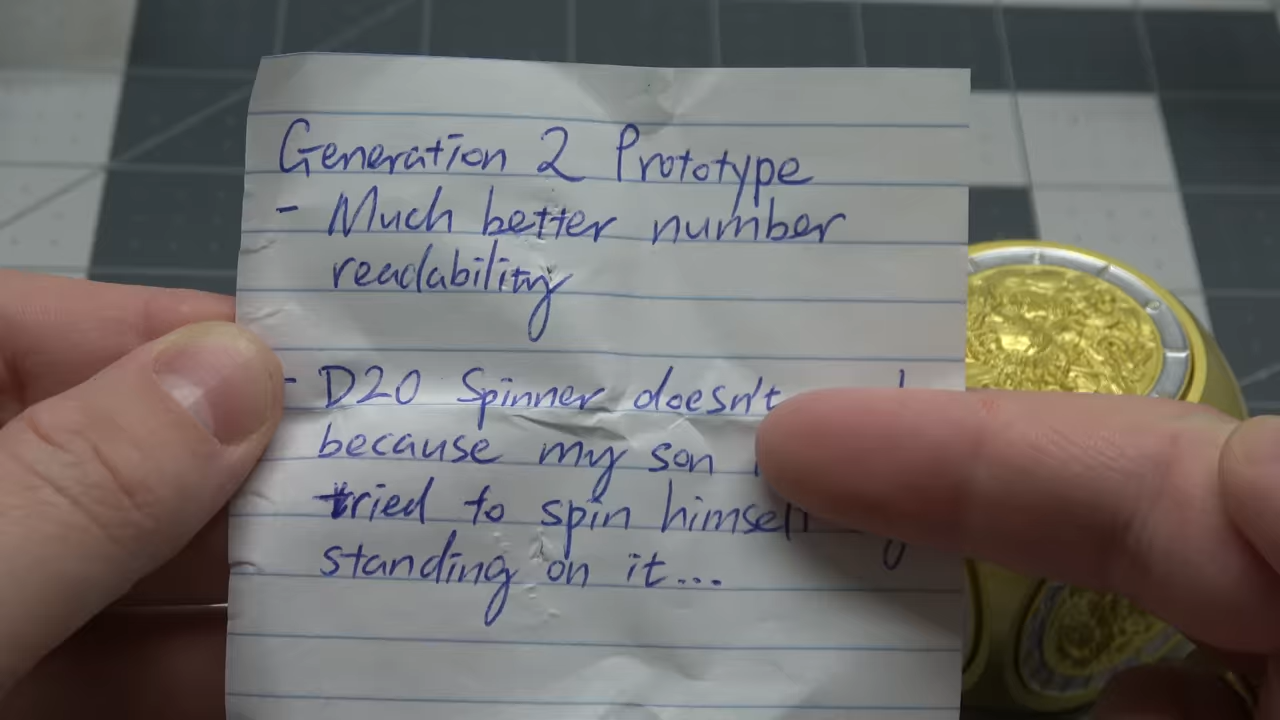 Generation 2 Prototype
- Much better number
readability
- D20 Spinner doesn't
because my son
tried to spin himself
standing on it...